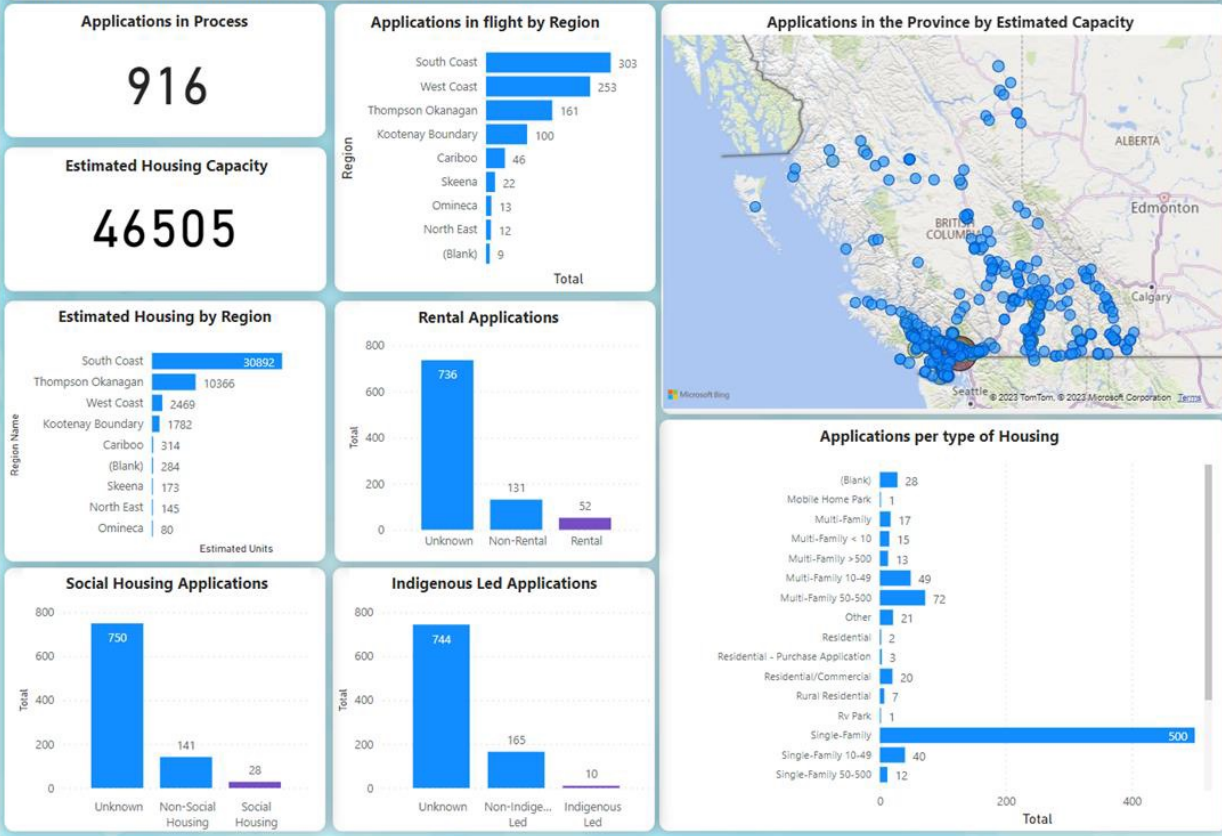 Applications in Process
916
Estimated Housing Capacity
46505
Applications in flight by Region
Region
South Coast 303
West Coast 253
Thompson Okanagan 161
Kootenay Boundary 100
Cariboo 46
Skeena 22
Omineca 13
North East 12
(Blank) 9
Total
Applications in the Province by Estimated Capacity
ALBERTA
Edmonton
BRITISH
COLUMBIA
Calgary
Seattle
Microsoft Bing
© 2023 TomTom, © 2023 Microsoft Corporation Terms
Estimated Housing by Region
Region Name
South Coast 30892
Thompson Okanagan 10366
West Coast 2469
Kootenay Boundary 1782
Cariboo 314
(Blank) 284
Skeena 173
North East 145
Omineca 80
Estimated Units
Rental Applications
Total
800
600
400
200
0
736
131
52
Unknown Non-Rental Rental
Applications per type of Housing
(Blank) 28
Mobile Home Park 1
Multi-Family 17
Multi-Family < 10 15
Multi-Family >500 13
Multi-Family 10-49 49
Multi-Family 50-500 72
Other 21
Residential 2
Residential - Purchase Application 3
Residential/Commercial 20
Rural Residential 7
Rv Park 1
Single-Family 500
Single-Family 10-49 40
Single-Family 50-500 12
0 200 400
Total
Social Housing Applications
Total
800
600
400
200
0
750
141
28
Unknown Non-Social Social
Housing Housing
Indigenous Led Applications
Total
800
600
400
200
0
744
165
10
Unknown Non-Indige... Indigenous
Led Led